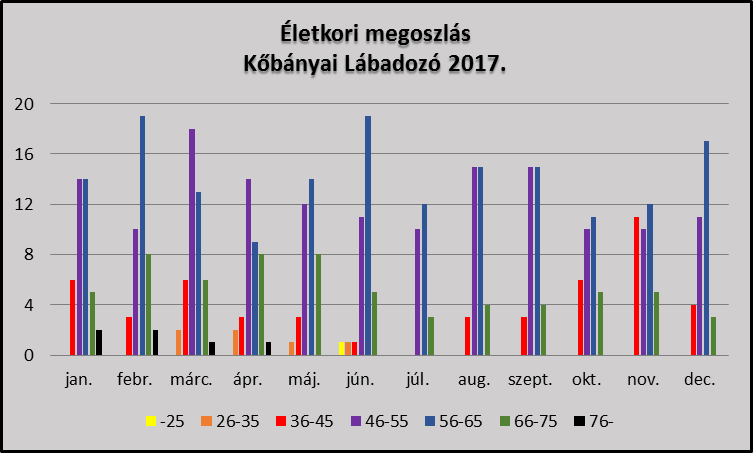 Életkori megoszlás
Kőbányai Lábadozó 2017.
20
16
12
8
4
0
jan. febr. márc. ápr. máj. jún. júl. aug. szept. okt. nov. dec.
-25 26-35 36-45 46-55 56-65 66-75 76-